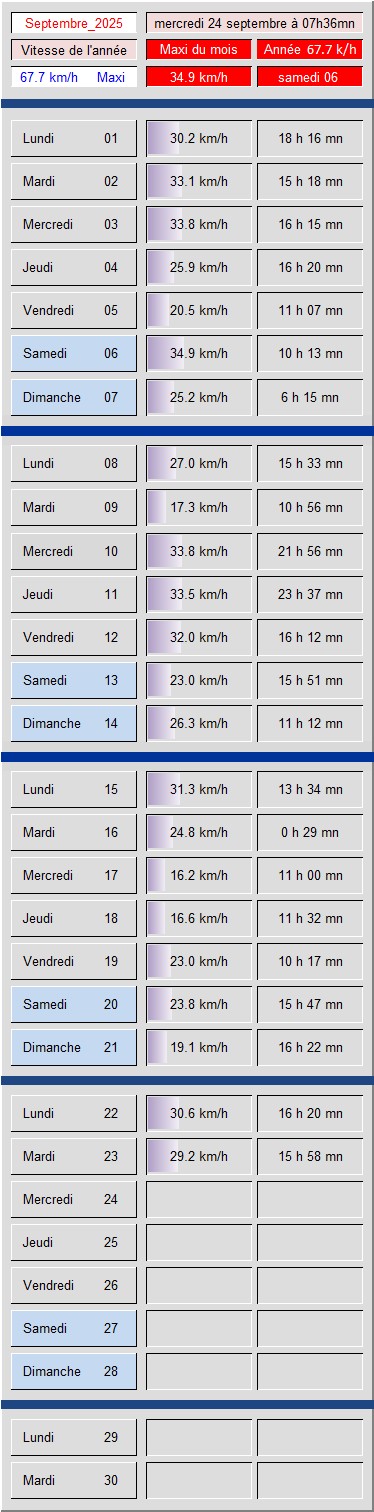 Septembre_2025 mercredi 24 septembre à 07h36mn
Vitesse de l'année Maxi du mois Année 67.7 k/h
67.7 km/h Maxi 34.9 km/h samedi 06
Lundi 01 30.2 km/h 18 h 16 mn
Mardi 02 33.1 km/h 15 h 18 mn
Mercredi 03 33.8 km/h 16 h 15 mn
Jeudi 04 25.9 km/h 16 h 20 mn
Vendredi 05 20.5 km/h 11 h 07 mn
Samedi 06 34.9 km/h 10 h 13 mn
Dimanche 07 25.2 km/h 6 h 15 mn
Lundi 08 27.0 km/h 15 h 33 mn
Mardi 09 17.3 km/h 10 h 56 mn
Mercredi 10 33.8 km/h 21 h 56 mn
Jeudi 11 33.5 km/h 23 h 37 mn
Vendredi 12 32.0 km/h 16 h 12 mn
Samedi 13 23.0 km/h 15 h 51 mn
Dimanche 14 26.3 km/h 11 h 12 mn
Lundi 15 31.3 km/h 13 h 34 mn
Mardi 16 24.8 km/h 0 h 29 mn
Mercredi 17 16.2 km/h 11 h 00 mn
Jeudi 18 16.6 km/h 11 h 32 mn
Vendredi 19 23.0 km/h 10 h 17 mn
Samedi 20 23.8 km/h 15 h 47 mn
Dimanche 21 19.1 km/h 16 h 22 mn
Lundi 22 30.6 km/h 16 h 20 mn
Mardi 23 29.2 km/h 15 h 58 mn
Mercredi 24
Jeudi 25
Vendredi 26
Samedi 27
Dimanche 28
Lundi 29
Mardi 30